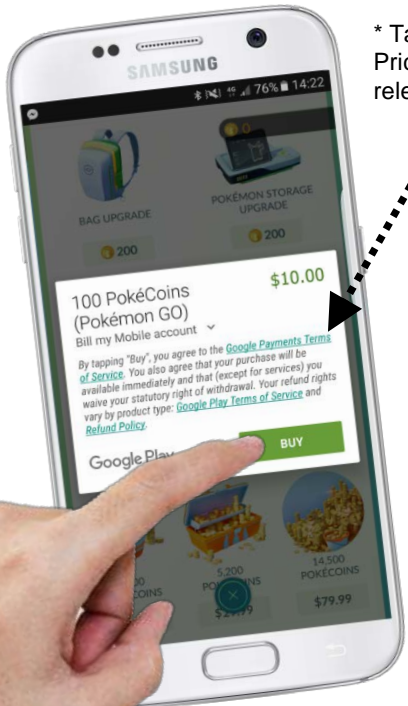 * Ta
Pric
rele
SAMSUNG
4G 76% 14:22
0
BAG UPGRADE
POKÉMON STORAGE
UPGRADE
200
200
100 PokéCoins
(Pokémon GO)
$10.00
Bill my Mobile account
By tapping "Buy", you agree to the Google Payments Terms
of Service. You also agree that your purchase will be
available immediately and that (except for services) you
waive your statutory right of withdrawal. Your refund rights
vary by product type: Google Play Terms of Service and
Refund Policy.
Google Play
BUY
5,200
14,500
POKÉCOINS
$79.99